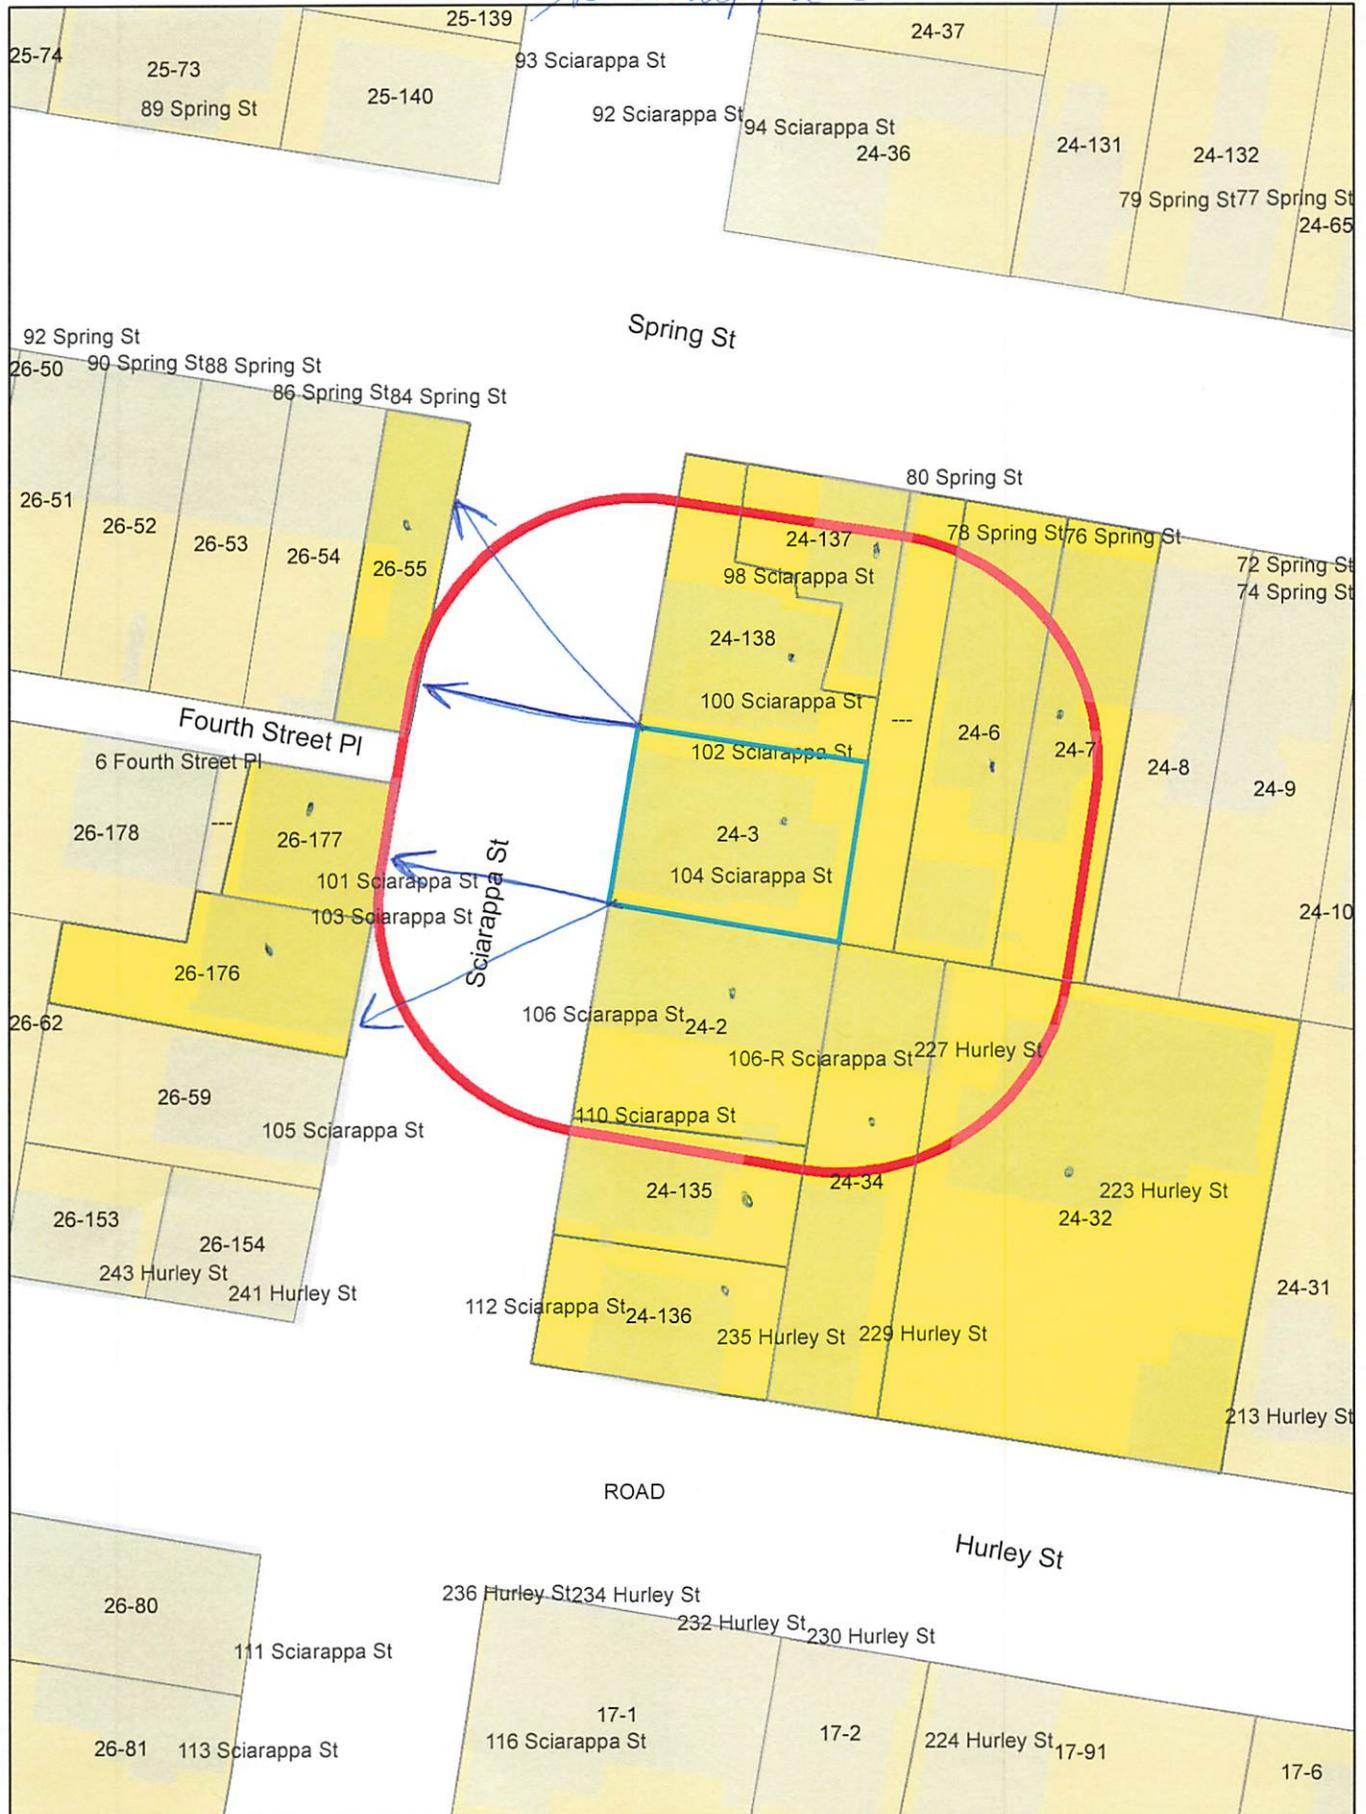 25-139
24-37
25-74
25-73
93 Sciarappa St
25-140
89 Spring St
92 Sciarappa St
94 Sciarappa St
24-36
24-131
24-132
79 Spring St
77 Spring St
24-65
Spring St
92 Spring St
26-50
90 Spring St
88 Spring St
86 Spring St
84 Spring St
80 Spring St
26-51
26-52
26-53
26-54
26-55
24-137
78 Spring St
76 Spring St
72 Spring St
74 Spring St
98 Sciarappa St
24-138
100 Sciarappa St
---
24-6
24-7
24-8
24-9
Fourth Street Pl
102 Sciarappa St
6 Fourth Street Pl
26-178
---
26-177
24-3
104 Sciarappa St
101 Sciarappa St
103 Sciarappa St
Sciarappa St
24-10
26-176
26-62
106 Sciarappa St
24-2
106-R Sciarappa St
227 Hurley St
26-59
110 Sciarappa St
105 Sciarappa St
24-135
24-34
223 Hurley St
24-32
26-153
26-154
243 Hurley St
241 Hurley St
24-31
112 Sciarappa St
24-136
235 Hurley St
229 Hurley St
213 Hurley St
ROAD
Hurley St
26-80
236 Hurley St
234 Hurley St
232 Hurley St
230 Hurley St
111 Sciarappa St
17-1
116 Sciarappa St
17-2
224 Hurley St
17-91
17-6
26-81
113 Sciarappa St